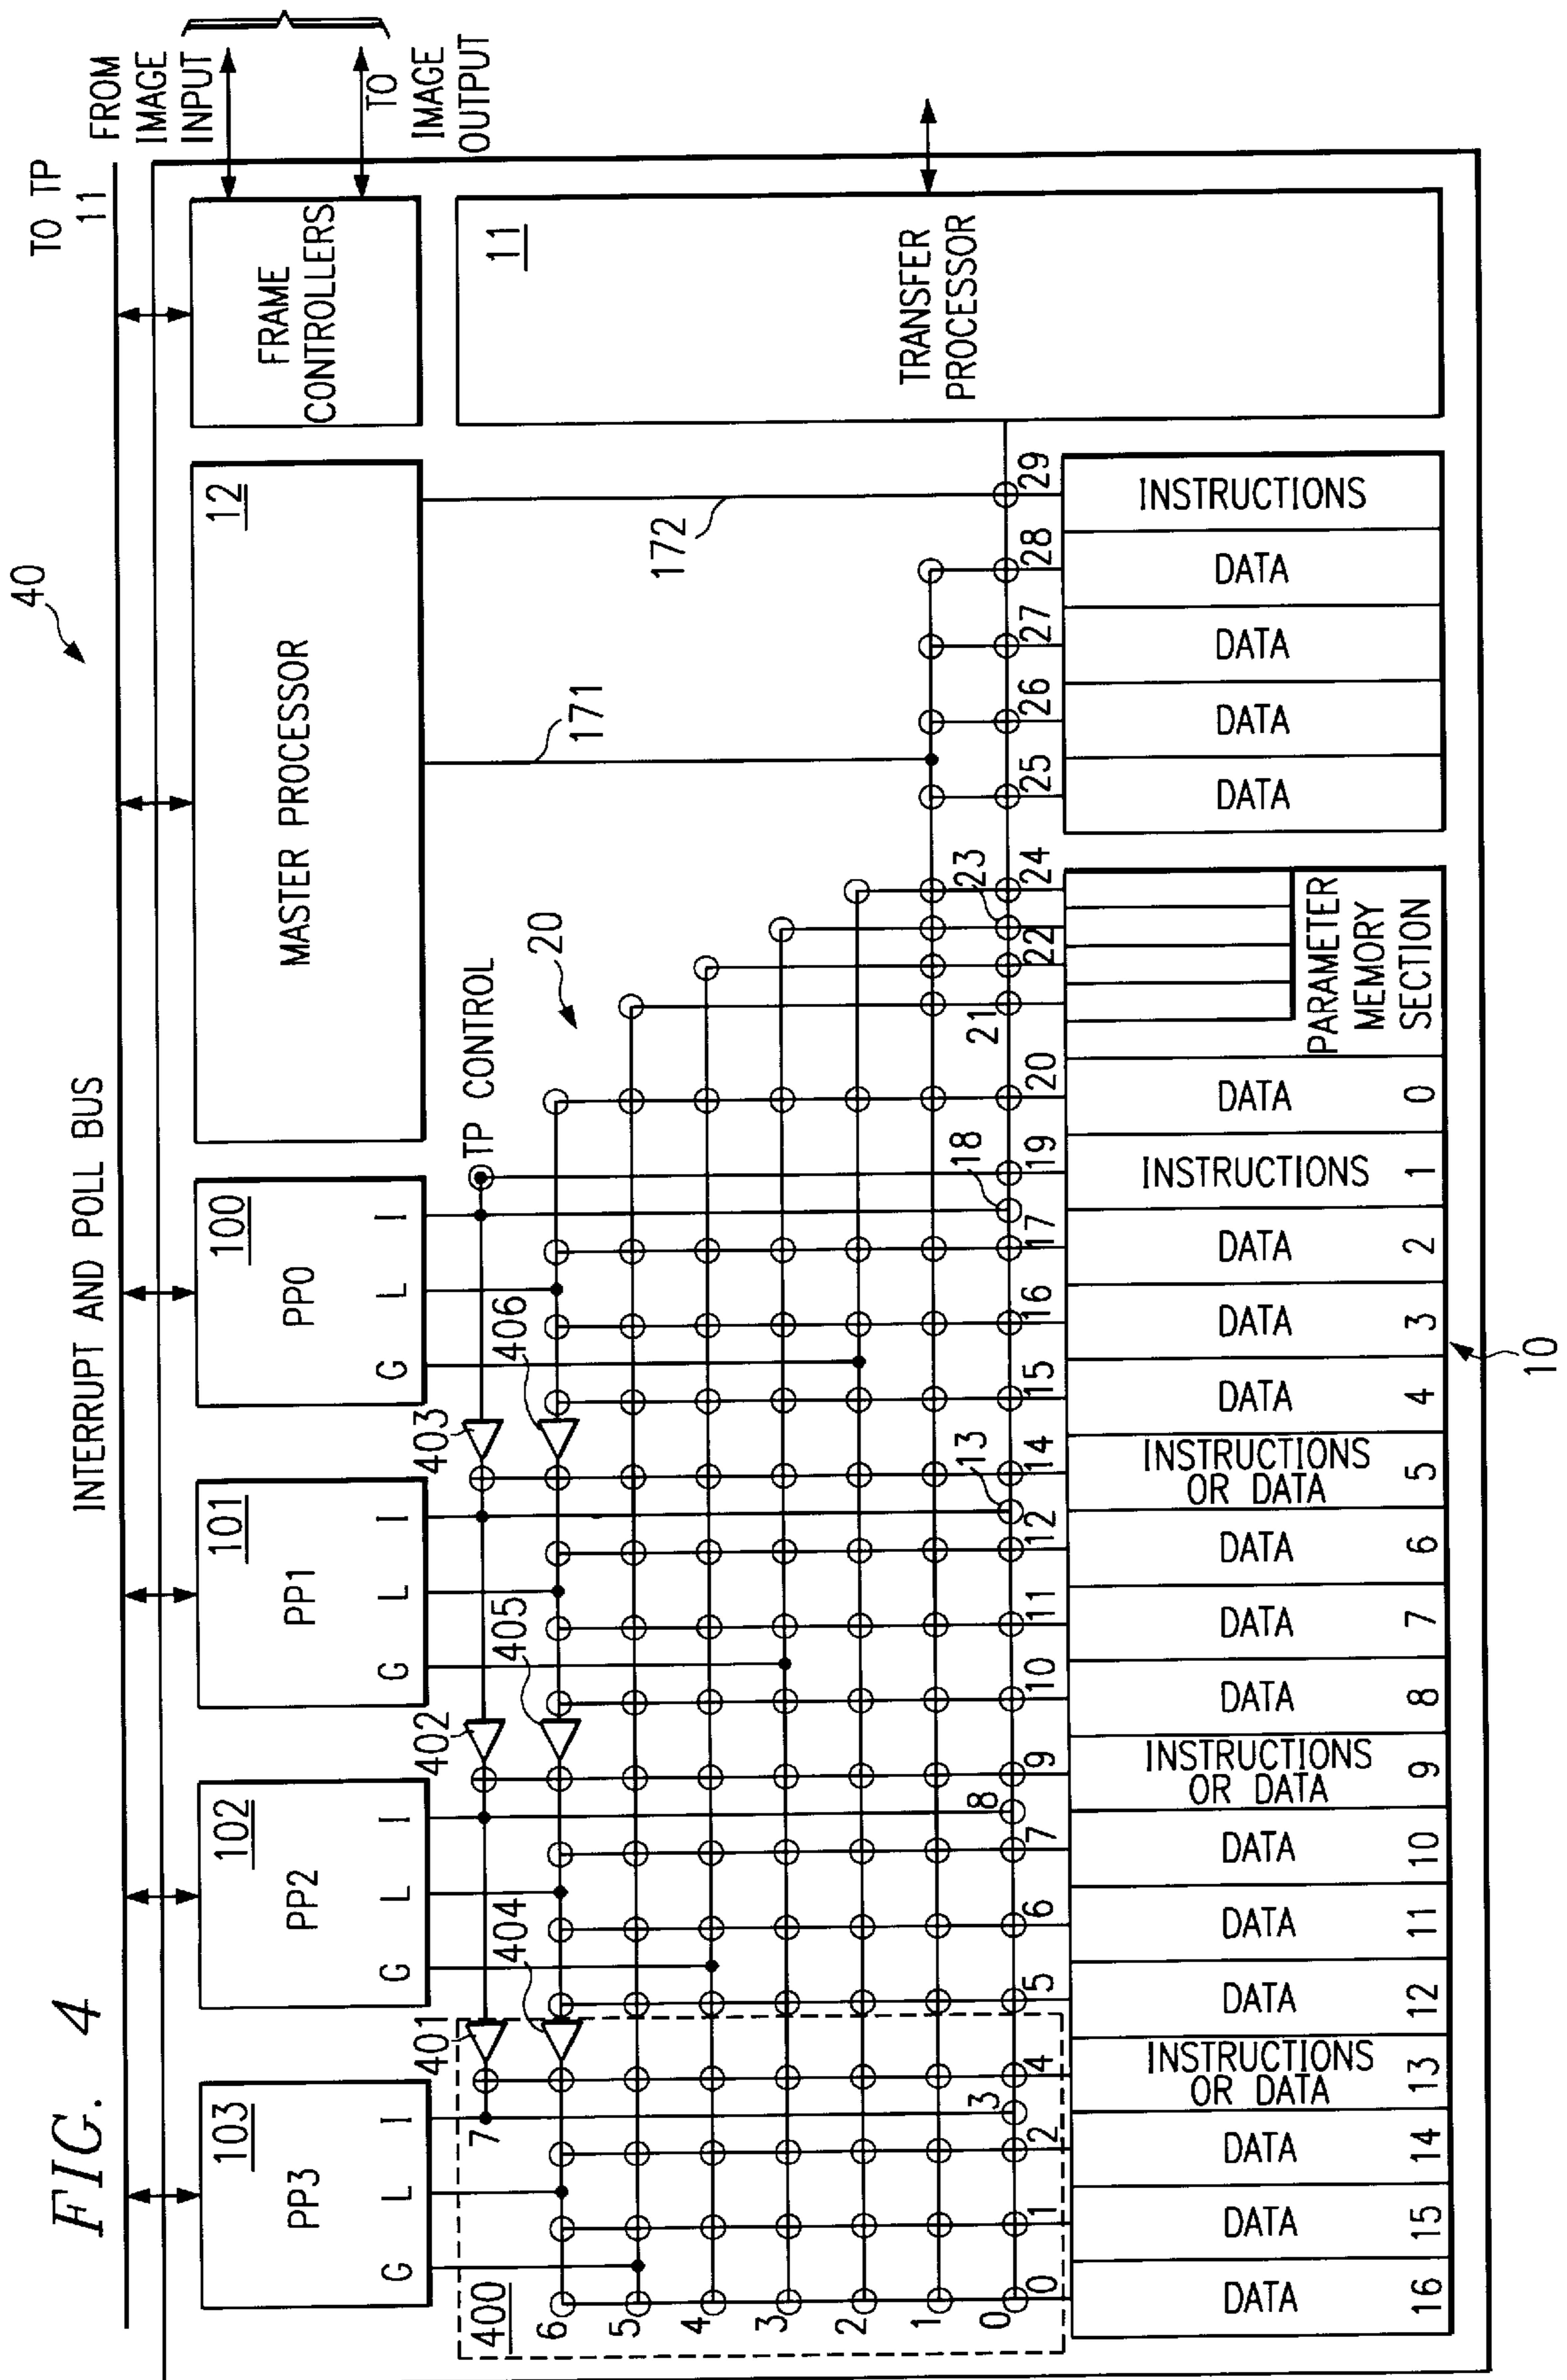 FIG. 4
40
INTERRUPT AND POLL BUS
TO TP
11
FROM
IMAGE
INPUT
TO
IMAGE
OUTPUT
103
PP3
G L I
102
PP2
G L I
101
PP1
G L I
100
PP0
G L I
12
MASTER PROCESSOR
FRAME
CONTROLLERS
11
TRANSFER
PROCESSOR
TP CONTROL
20
171
172
401
402
403
404
405
406
400
7
6
5
4
3
2
1
0
0 1 2 3 4 5 6 7 8 9 10 11 12 13 14 15 16 17 18 19 20 21 22 23 24 25 26 27 28 29
DATA
16
DATA
15
DATA
14
INSTRUCTIONS
OR DATA
13
DATA
12
DATA
11
DATA
10
INSTRUCTIONS
OR DATA
9
DATA
8
DATA
7
DATA
6
INSTRUCTIONS
OR DATA
5
DATA
4
DATA
3
DATA
2
INSTRUCTIONS
1
DATA
0
PARAMETER
MEMORY
SECTION
DATA
DATA
DATA
DATA
INSTRUCTIONS
10